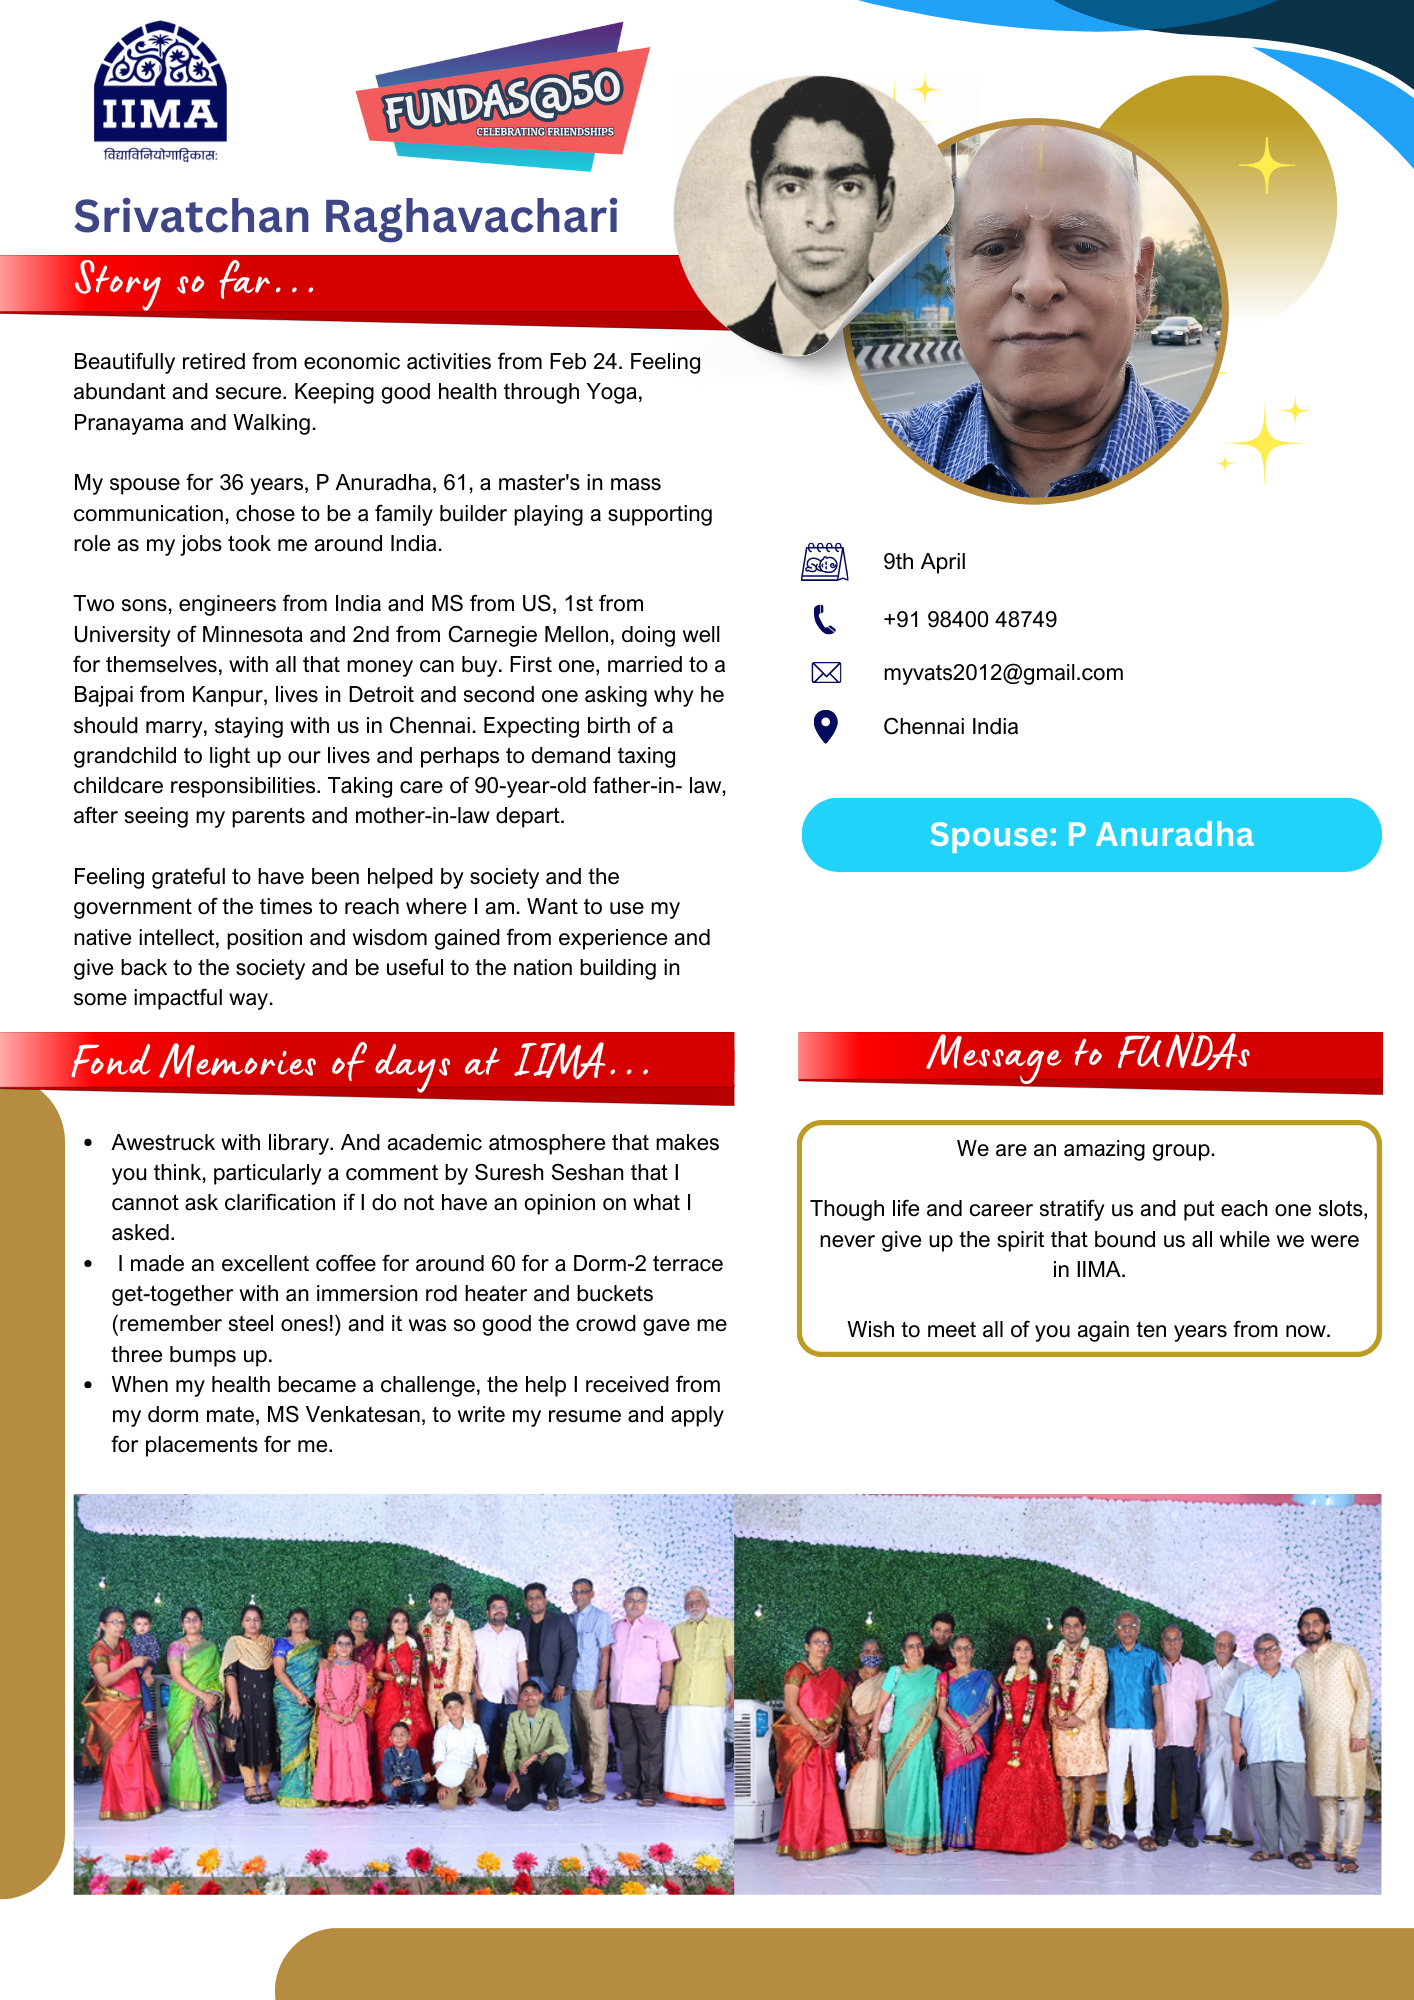 IIMA
विद्याविनियोगाद्विकास:
FUNDAS@50
CELEBRATING FRIENDSHIPS
Srivatchan Raghavachari
Story so far...
Beautifully retired from economic activities from Feb 24. Feeling
abundant and secure. Keeping good health through Yoga,
Pranayama and Walking.
My spouse for 36 years, P Anuradha, 61, a master's in mass
communication, chose to be a family builder playing a supporting
role as my jobs took me around India.
Two sons, engineers from India and MS from US, 1st from
University of Minnesota and 2nd from Carnegie Mellon, doing well
for themselves, with all that money can buy. First one, married to a
Bajpai from Kanpur, lives in Detroit and second one asking why he
should marry, staying with us in Chennai. Expecting birth of a
grandchild to light up our lives and perhaps to demand taxing
childcare responsibilities. Taking care of 90-year-old father-in- law,
after seeing my parents and mother-in-law depart.
Feeling grateful to have been helped by society and the
government of the times to reach where I am. Want to use my
native intellect, position and wisdom gained from experience and
give back to the society and be useful to the nation building in
some impactful way.
9th April
+91 98400 48749
myvats2012@gmail.com
Chennai India
Spouse: P Anuradha
Fond Memories of days at IIMA...
• Awestruck with library. And academic atmosphere that makes
you think, particularly a comment by Suresh Seshan that I
cannot ask clarification if I do not have an opinion on what I
asked.
• I made an excellent coffee for around 60 for a Dorm-2 terrace
get-together with an immersion rod heater and buckets
(remember steel ones!) and it was so good the crowd gave me
three bumps up.
• When my health became a challenge, the help I received from
my dorm mate, MS Venkatesan, to write my resume and apply
for placements for me.
Message to FUNDAs
We are an amazing group.
Though life and career stratify us and put each one slots,
never give up the spirit that bound us all while we were
in IIMA.
Wish to meet all of you again ten years from now.